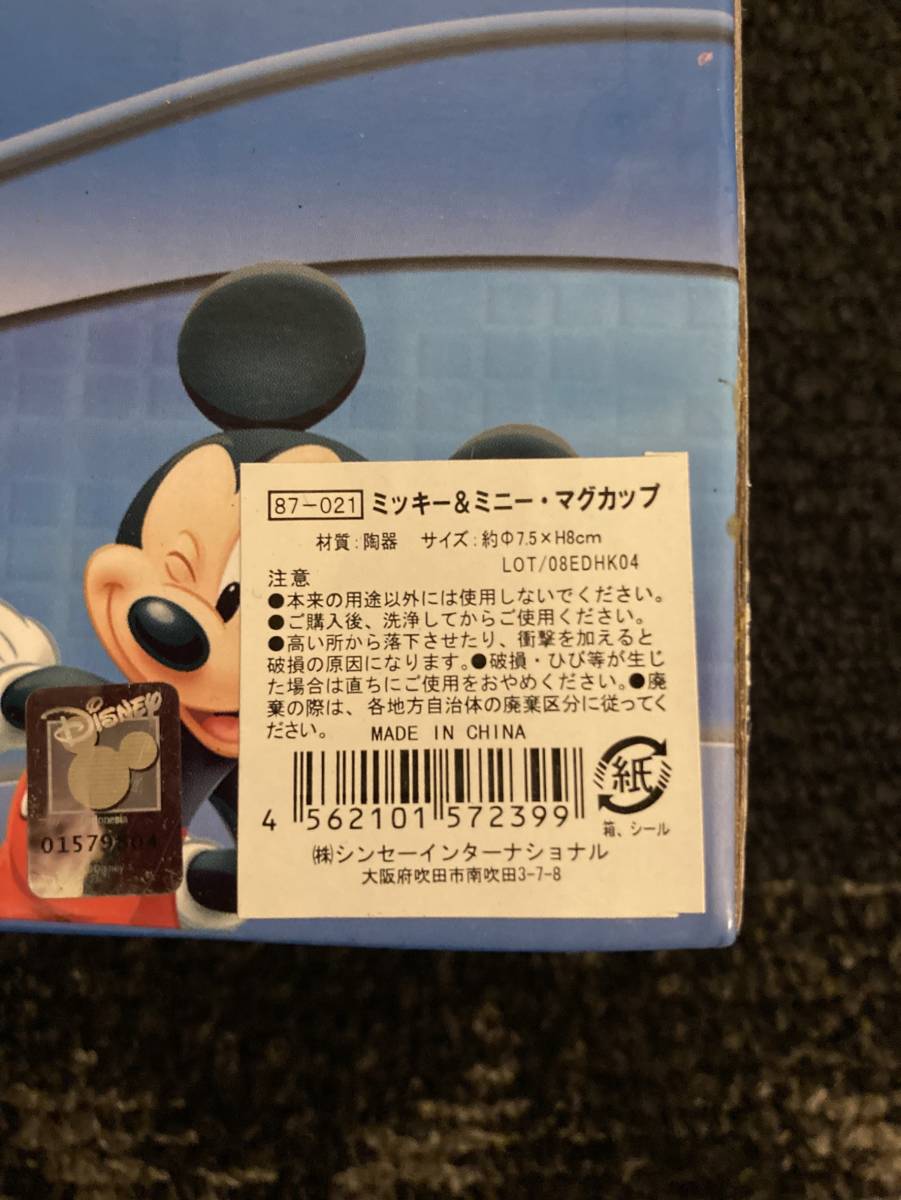 87-021 ミッキー&ミニー・マグカップ
材質:陶器 サイズ:約Φ7.5×H8cm
LOT/08EDHK04
注意
●本来の用途以外には使用しないでください。
●ご購入後、洗浄してからご使用ください。
●高い所から落下させたり、衝撃を加えると
破損の原因になります。●破損・ひび等が生じ
た場合は直ちにご使用をおやめください。●廃
棄の際は、各地方自治体の廃棄区分に従ってく
ださい。 MADE IN CHINA
4 562101 572399
紙
箱、シール
㈱シンセーインターナショナル
大阪府吹田市南吹田3-7-8
DISNEY